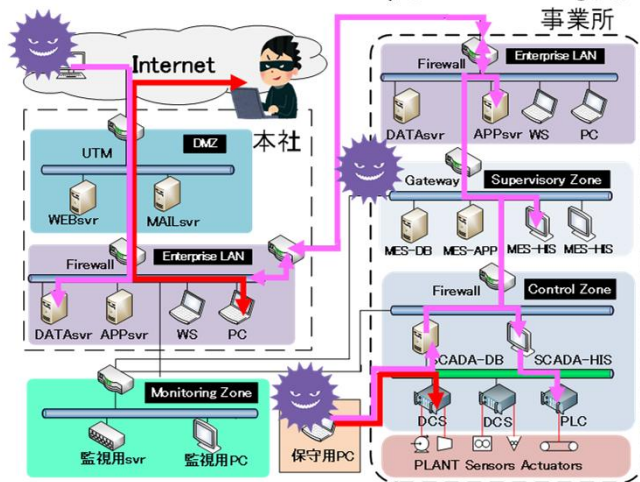 事業所
Internet
Firewall
Enterprise LAN
DATAsvr
APPsvr
WS
PC
本社
DMZ
UTM
WEBsvr
MAILsvr
Gateway
Supervisory Zone
MES-DB
MES-APP
MES-HIS
MES-HIS
Firewall
Enterprise LAN
DATAsvr
APPsvr
WS
PC
Firewall
Control Zone
SCADA-DB
SCADA-HIS
DCS
DCS
PLC
PLANT Sensors Actuators
Monitoring Zone
監視用svr
監視用PC
保守用PC